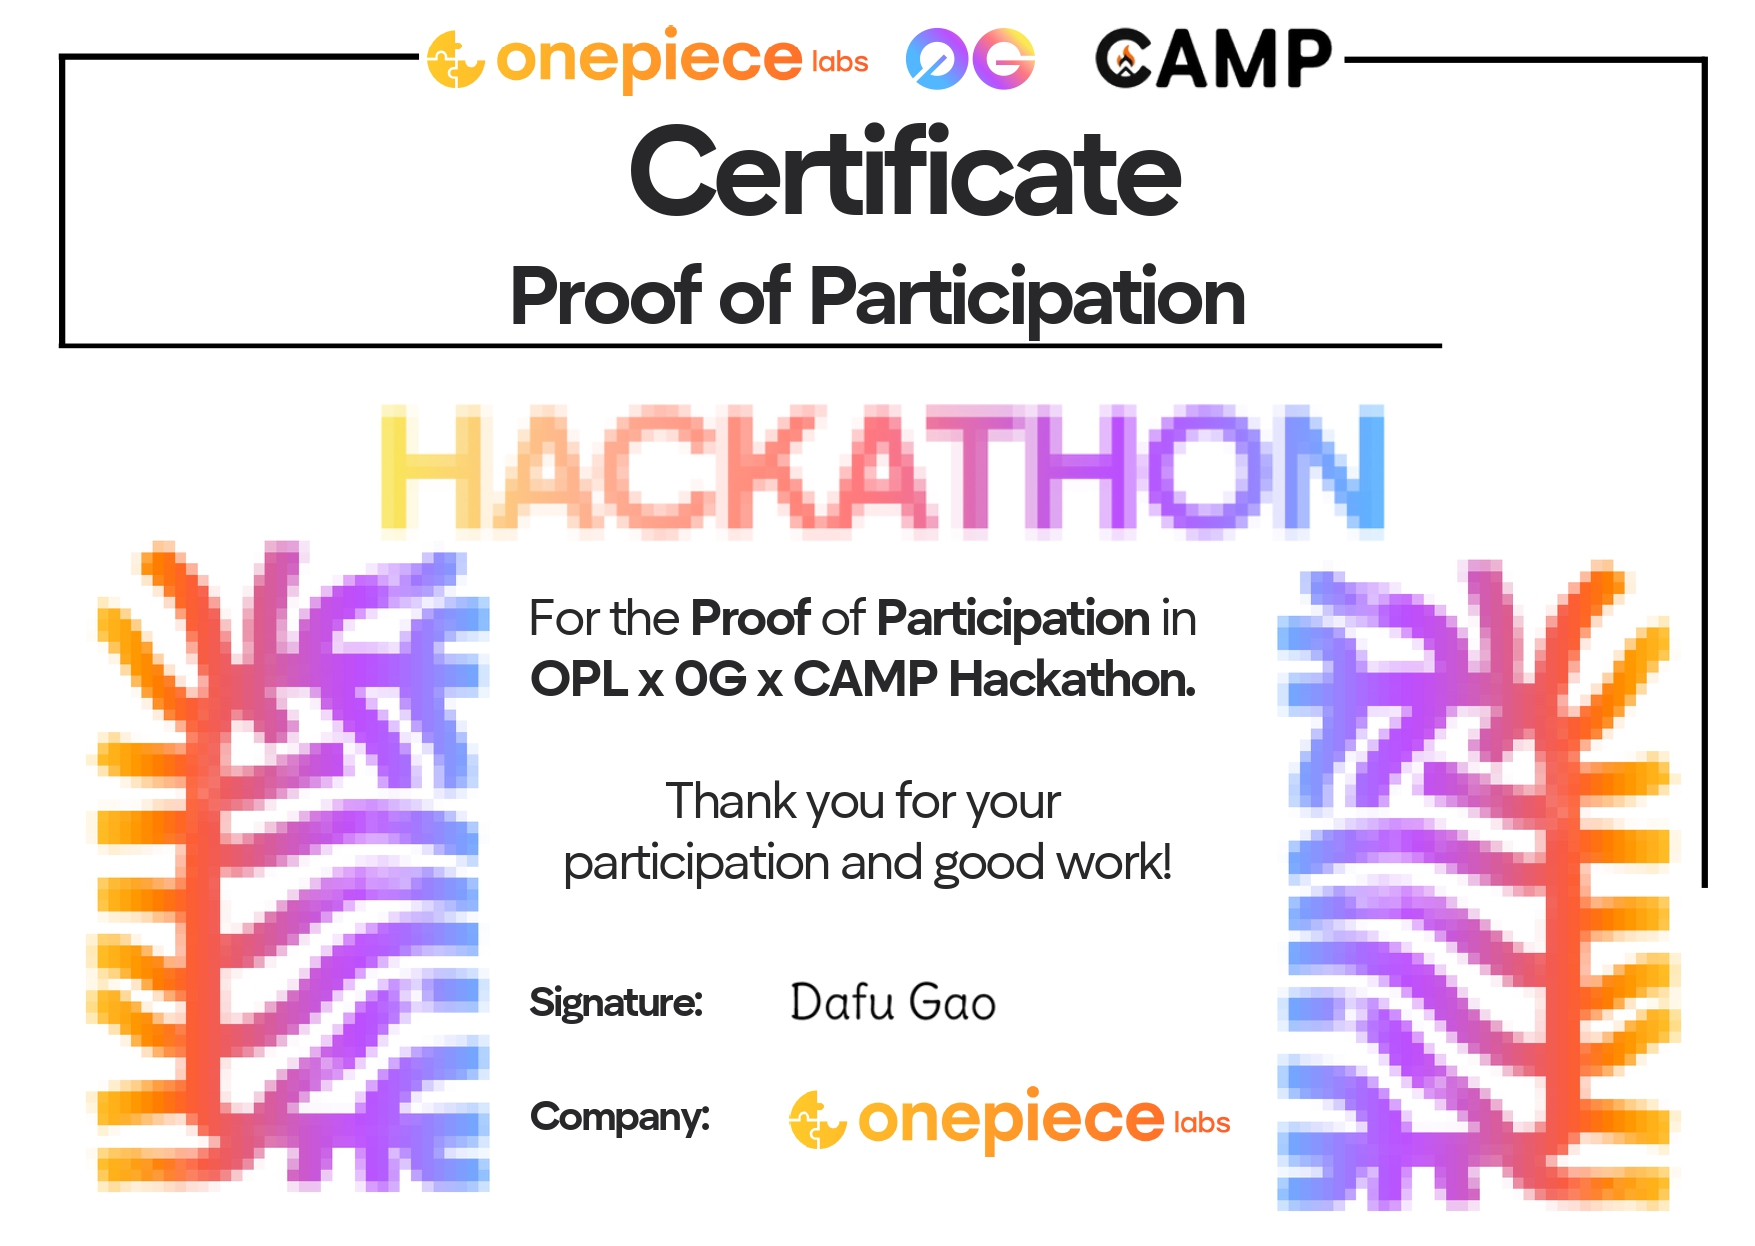 onepiece labs 0G CAMP
Certificate
Proof of Participation
HACKATHON
For the Proof of Participation in
OPL x 0G x CAMP Hackathon.
Thank you for your
participation and good work!
Signature: Dafu Gao
Company: onepiece labs